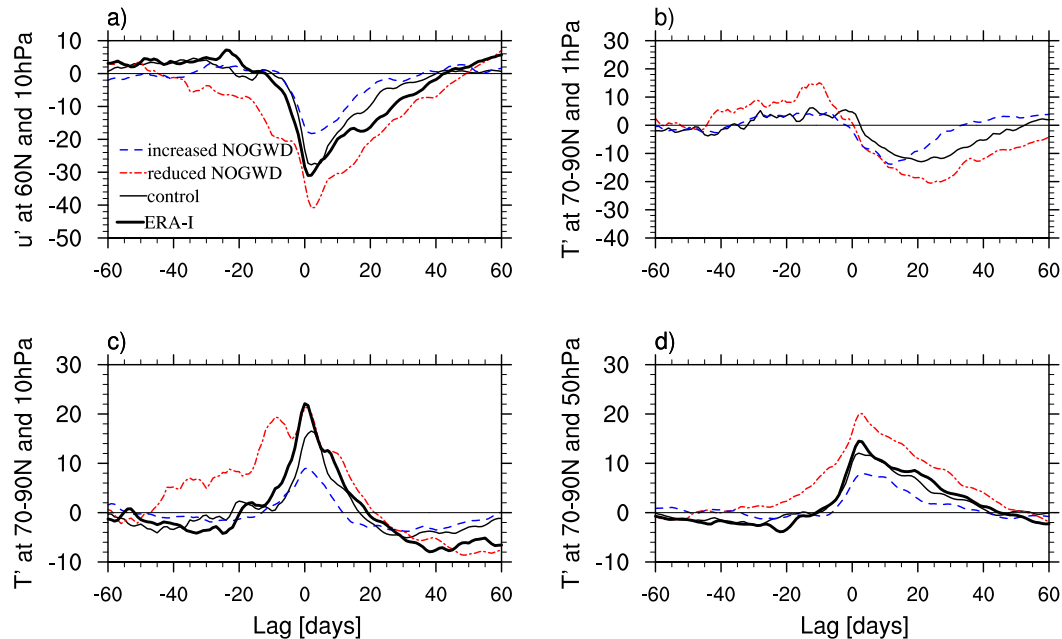 a)
10
0
-10
-20
-30
-40
-50
u' at 60N and 10hPa
increased NOGWD
reduced NOGWD
control
ERA-I
-60 -40 -20 0 20 40 60
b)
30
20
10
0
-10
-20
-30
-40
T' at 70-90N and 1hPa
-60 -40 -20 0 20 40 60
c)
30
20
10
0
-10
T' at 70-90N and 10hPa
-60 -40 -20 0 20 40 60
Lag [days]
d)
30
20
10
0
-10
T' at 70-90N and 50hPa
-60 -40 -20 0 20 40 60
Lag [days]